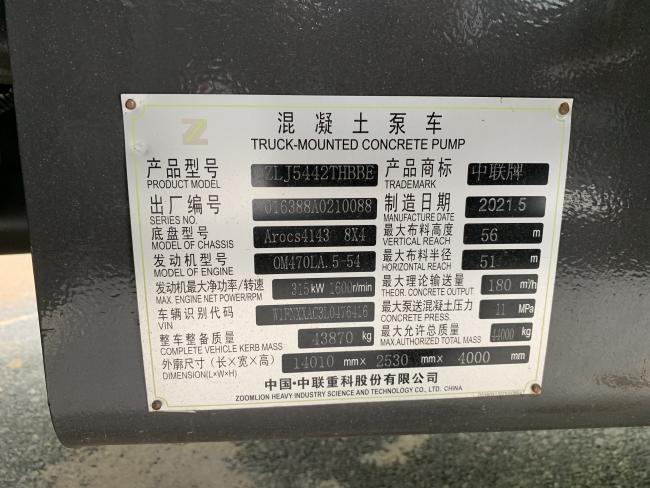 Z
混凝土泵车
TRUCK-MOUNTED CONCRETE PUMP
产品型号 ZLJ5442THBBE 产品商标 中联牌
PRODUCT MODEL TRADEMARK
出厂编号 016388A0210088 制造日期 2021.5
SERIES NO. MANUFACTURE DATE
底盘型号 Arocs4143 8X4 最大布料高度 56 m
MODEL OF CHASSIS VERTICAL REACH
发动机型号 OM470LA.5-54 最大布料半径 51 m
MODEL OF ENGINE HORIZONTAL REACH
发动机最大净功率/转速 315kW 1600r/min 最大理论输送量 180 m³/h
MAX. ENGINE NET POWER/RPM THEOR. CONCRETE OUTPUT
车辆识别代码 最大泵送混凝土压力 11 MPa
VIN CONCRETE PRESS.
整车整备质量 43870 kg 最大允许总质量 44000 kg
COMPLETE VEHICLE KERB MASS MAX.AUTHORIZED TOTAL MASS
外廓尺寸(长×宽×高) 14010 mm× 2530 mm× 4000 mm
DIMENSION(L×W×H)
中国·中联重科股份有限公司
ZOOMLION HEAVY INDUSTRY SCIENCE AND TECHNOLOGY CO., LTD. CHINA